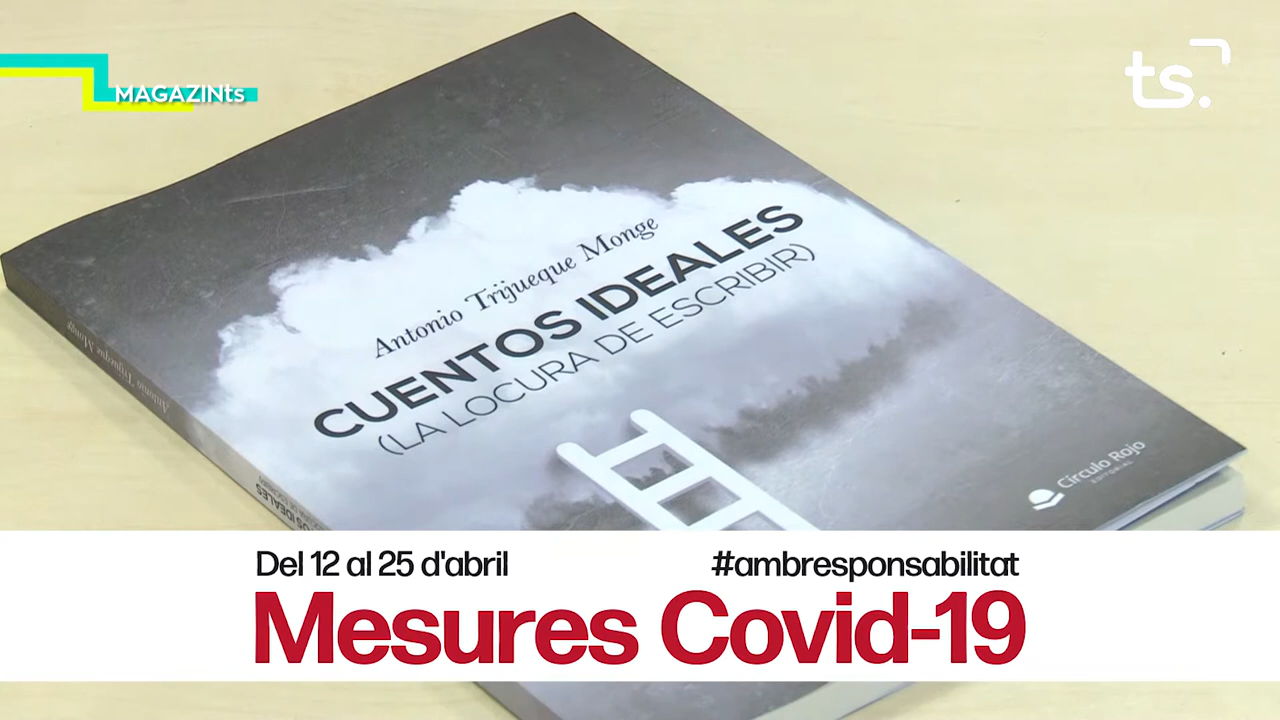 MAGAZINts
ts.
Antonio Trijueque Monge
CUENTOS IDEALES
(LA LOCURA DE ESCRIBIR)
Círculo Rojo
EDITORIAL
Antonio Trijueque Monge
Del 12 al 25 d'abril
#ambresponsabilitat
Mesures Covid-19